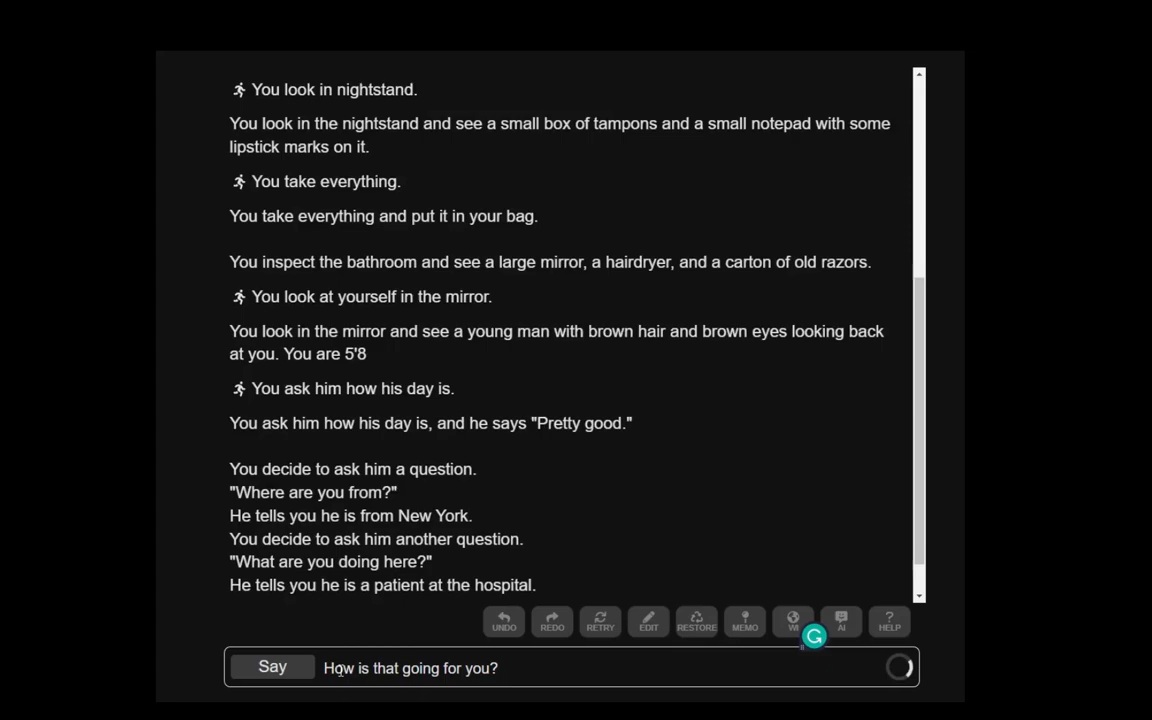 You look in nightstand.
You look in the nightstand and see a small box of tampons and a small notepad with some
lipstick marks on it.
You take everything.
You take everything and put it in your bag.
You inspect the bathroom and see a large mirror, a hairdryer, and a carton of old razors.
You look at yourself in the mirror.
You look in the mirror and see a young man with brown hair and brown eyes looking back
at you. You are 5'8
You ask him how his day is.
You ask him how his day is, and he says "Pretty good."
You decide to ask him a question.
"Where are you from?"
He tells you he is from New York.
You decide to ask him another question.
"What are you doing here?"
He tells you he is a patient at the hospital.
UNDO REDO RETRY EDIT RESTORE MEMO WI AI HELP
Say How is that going for you?